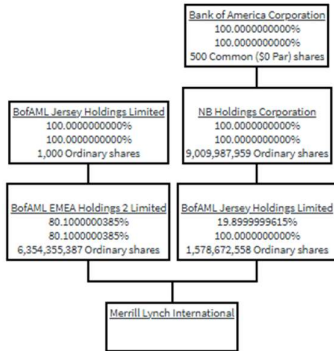 Bank of America Corporation
100.0000000000%
100.0000000000%
500 Common ($0 Par) shares
BofAML Jersey Holdings Limited
100.0000000000%
100.0000000000%
1,000 Ordinary shares
NB Holdings Corporation
100.0000000000%
100.0000000000%
9,009,987,959 Ordinary shares
BofAML EMEA Holdings 2 Limited
80.1000000385%
80.1000000385%
6,354,355,387 Ordinary shares
BofAML Jersey Holdings Limited
19.8999999615%
100.0000000000%
1,578,672,558 Ordinary shares
Merrill Lynch International